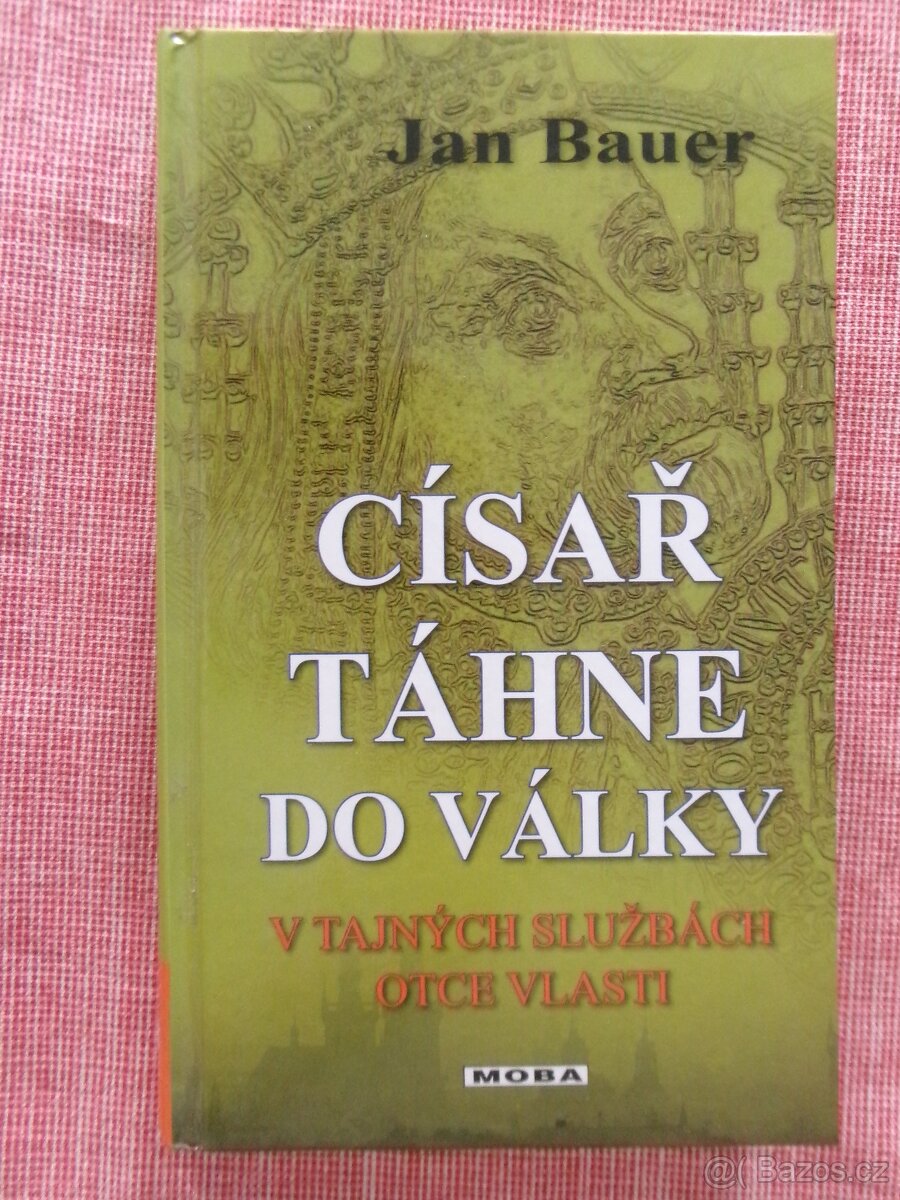 Jan Bauer
CÍSAŘ
TÁHNE
DO VÁLKY
V TAJNÝCH SLUŽBÁCH
OTCE VLASTI
MOBA
@( Bazos.cz